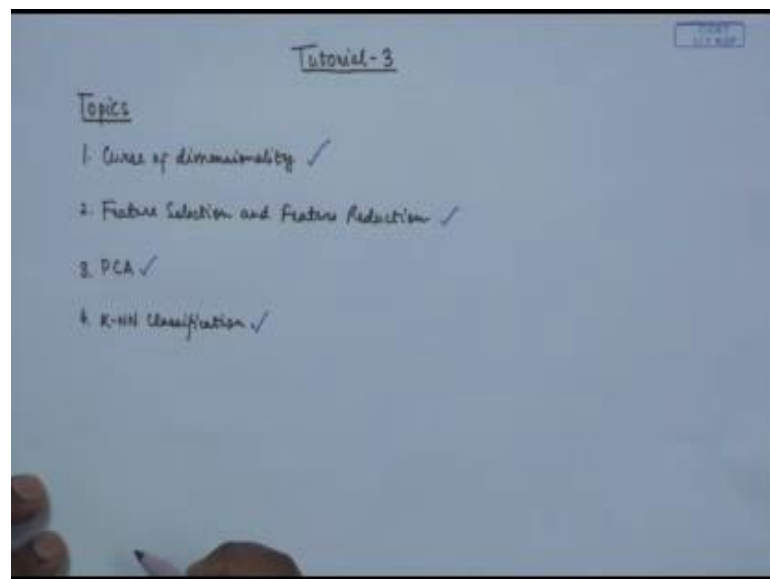 Tutorial-3
Topics
1. Curse of dimensionality ✓
2. Feature Selection and Feature Reduction ✓
3. PCA ✓
4. K-NN Classification ✓